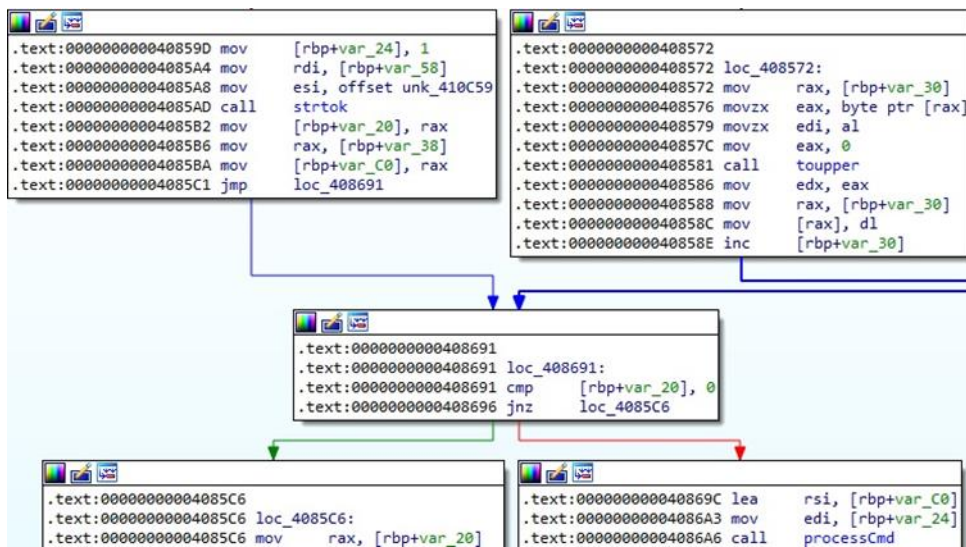 .text:000000000040859D mov [rbp+var_24], 1
.text:00000000004085A4 mov rdi, [rbp+var_58]
.text:00000000004085A8 mov esi, offset unk_410C59
.text:00000000004085AD call strtok
.text:00000000004085B2 mov [rbp+var_20], rax
.text:00000000004085B6 mov rax, [rbp+var_38]
.text:00000000004085BA mov [rbp+var_C0], rax
.text:00000000004085C1 jmp loc_408691
.text:0000000000408572
.text:0000000000408572 loc_408572:
.text:0000000000408572 mov rax, [rbp+var_30]
.text:0000000000408576 movzx eax, byte ptr [rax]
.text:0000000000408579 movzx edi, al
.text:000000000040857C mov eax, 0
.text:0000000000408581 call toupper
.text:0000000000408586 mov edx, eax
.text:0000000000408588 mov rax, [rbp+var_30]
.text:000000000040858C mov [rax], dl
.text:000000000040858E inc [rbp+var_30]
.text:0000000000408691
.text:0000000000408691 loc_408691:
.text:0000000000408691 cmp [rbp+var_20], 0
.text:0000000000408696 jnz loc_4085C6
.text:00000000004085C6
.text:00000000004085C6 loc_4085C6:
.text:00000000004085C6 mov rax, [rbp+var_20]
.text:000000000040869C lea rsi, [rbp+var_C0]
.text:00000000004086A3 mov edi, [rbp+var_24]
.text:00000000004086A6 call processCmd